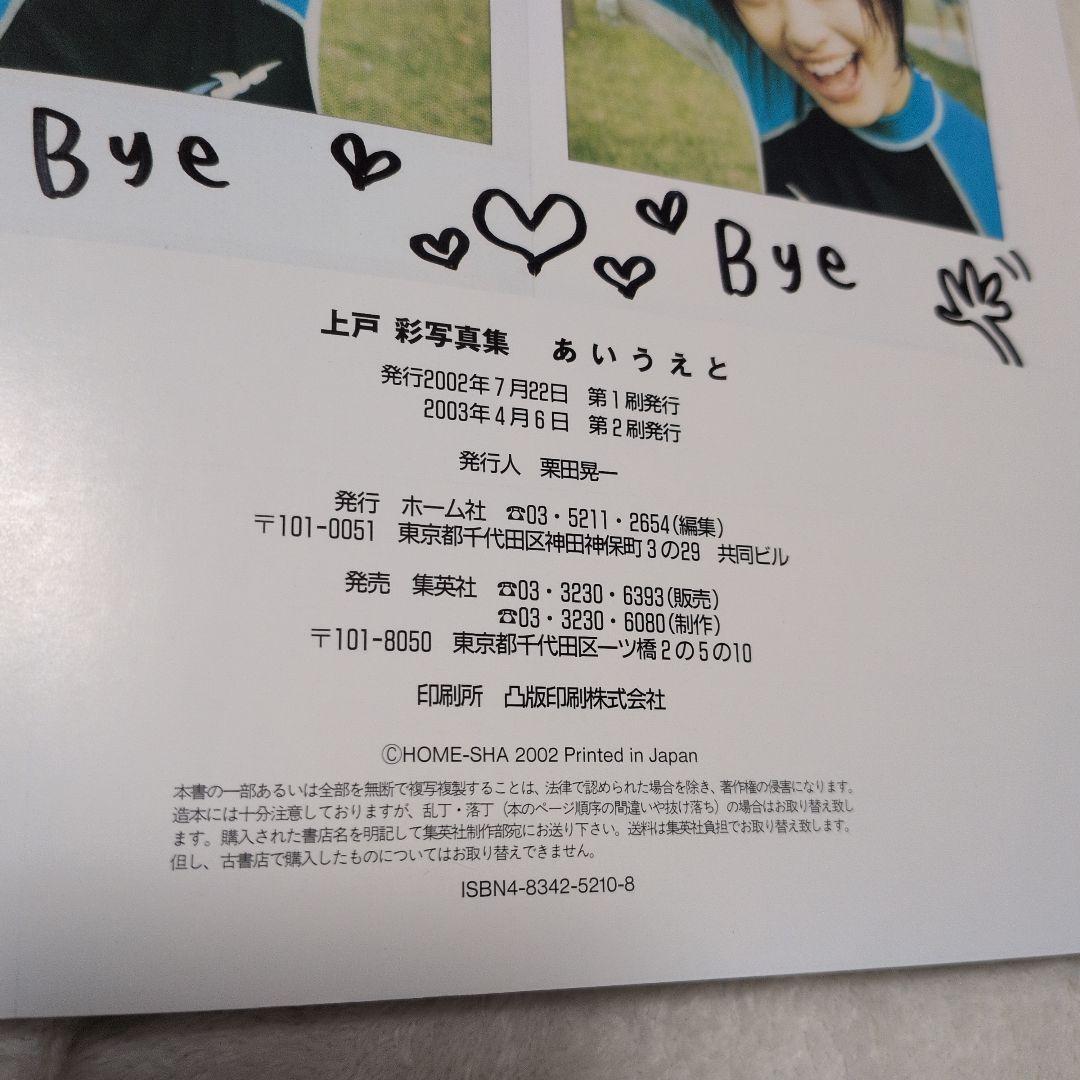 Bye
Bye
上戸 彩写真集 あいうえと
発行2002年7月22日 第1刷発行
2003年4月6日 第2刷発行
発行人 栗田晃一
発行 ホーム社 ☎03・5211・2654(編集)
〒101-0051 東京都千代田区神田神保町3の29 共同ビル
発売 集英社 ☎03・3230・6393(販売)
☎03・3230・6080(制作)
〒101-8050 東京都千代田区一ツ橋2の5の10
印刷所 凸版印刷株式会社
ⒸHOME-SHA 2002 Printed in Japan
本書の一部あるいは全部を無断で複写複製することは、法律で認められた場合を除き、著作権の侵害になります。
造本には十分注意しておりますが、乱丁・落丁（本のページ順序の間違いや抜け落ち）の場合はお取り替え致し
ます。購入された書店名を明記して集英社制作部宛にお送り下さい。送料は集英社負担でお取り替え致します。
但し、古書店で購入したものについてはお取り替えできません。
ISBN4-8342-5210-8